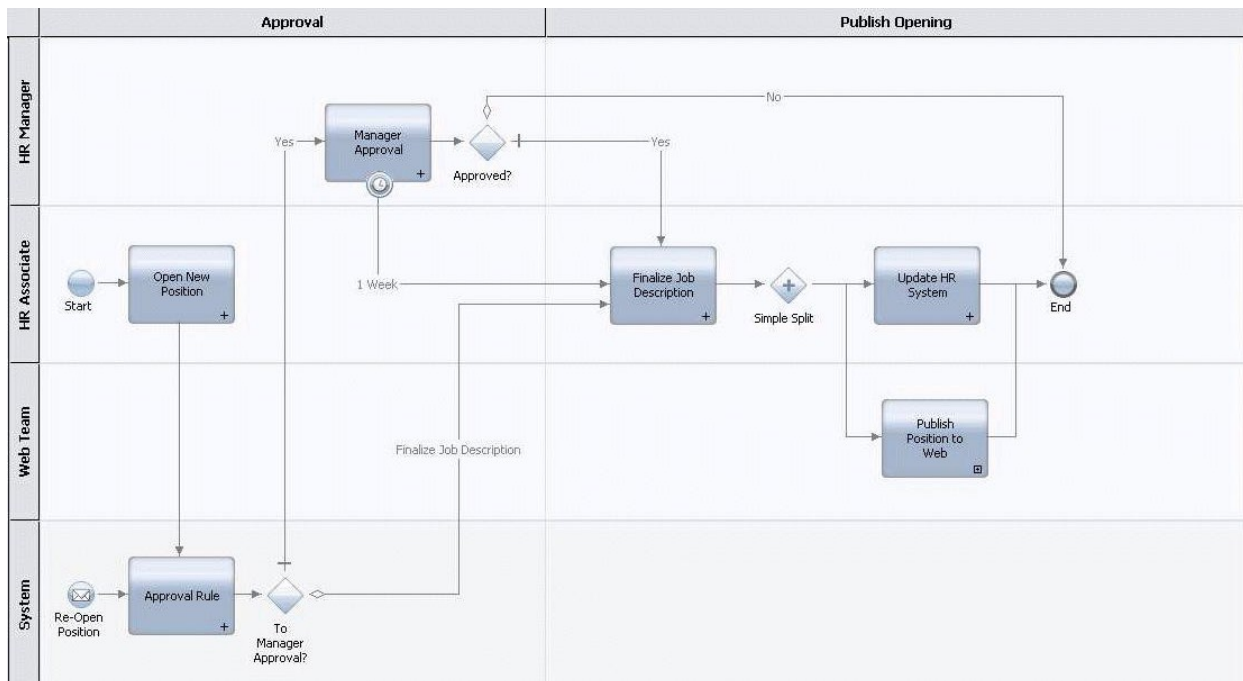 Approval
Publish Opening
HR Manager
No
Yes
Manager
Approval
Approved?
Yes
HR Associate
Start
Open New
Position
1 Week
Finalize Job
Description
Simple Split
Update HR
System
End
Web Team
Finalize Job Description
Publish
Position to
Web
System
Re-Open
Position
Approval Rule
To
Manager
Approval?